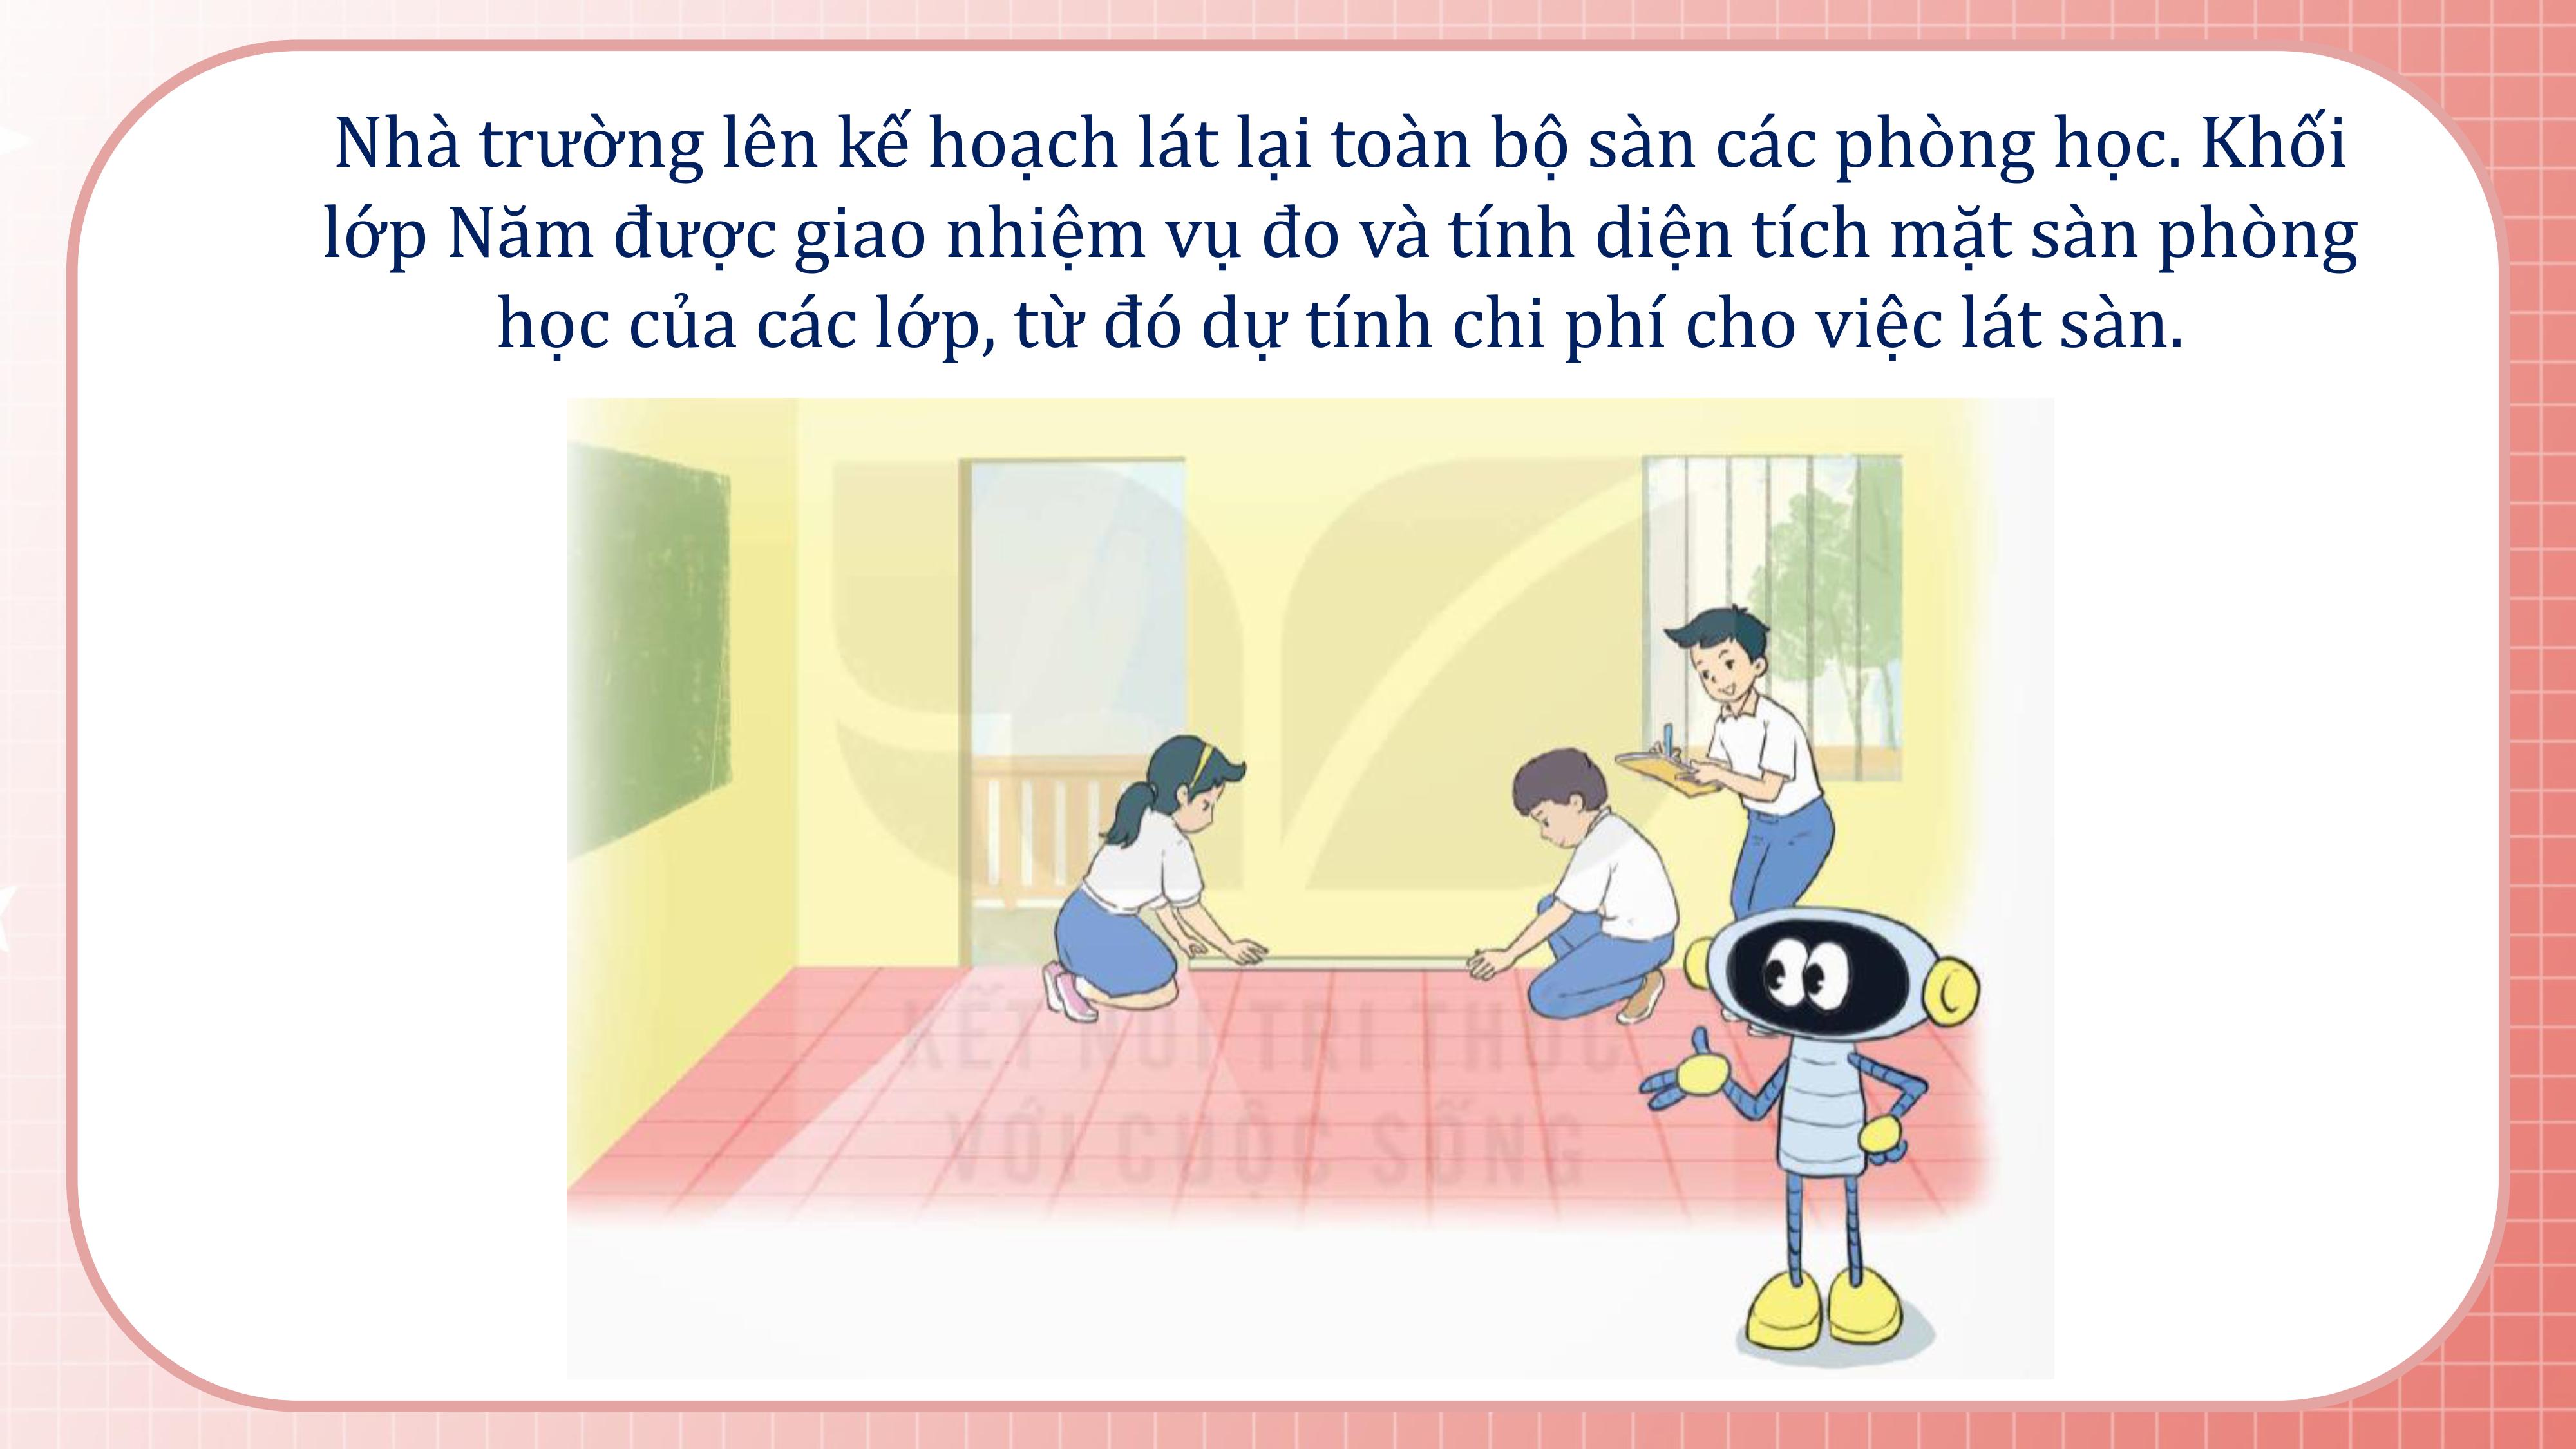 Nhà trường lên kế hoạch lát lại toàn bộ sàn các phòng học. Khối
lớp Năm được giao nhiệm vụ đo và tính diện tích mặt sàn phòng
học của các lớp, từ đó dự tính chi phí cho việc lát sàn.
KẾT NỐI TRI THỨC
VỚI CUỘC SỐNG